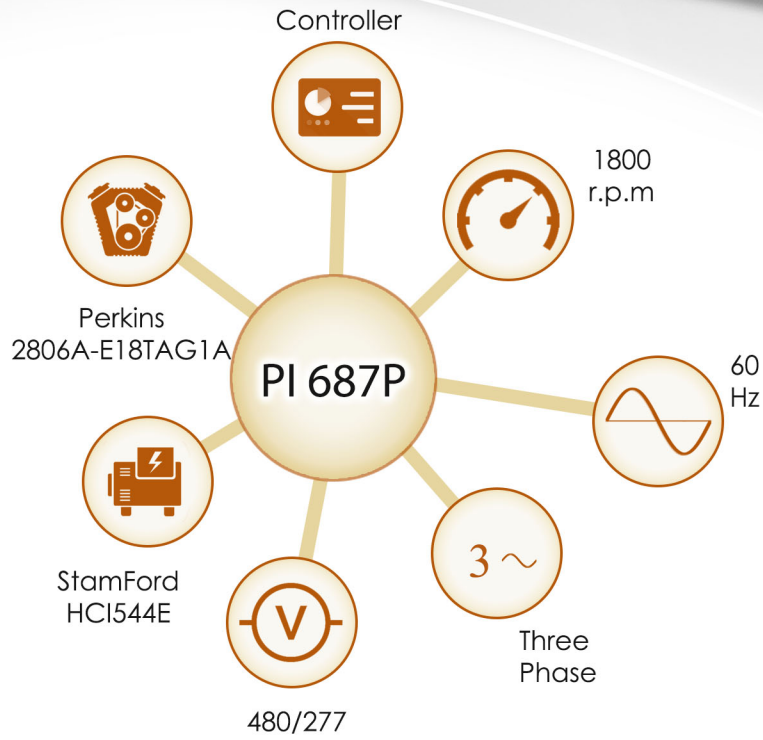 Controller
1800
r.p.m
Perkins
2806A-E18TAG1A
PI 687P
60
Hz
StamFord
HCI544E
3
V
Three
Phase
480/277